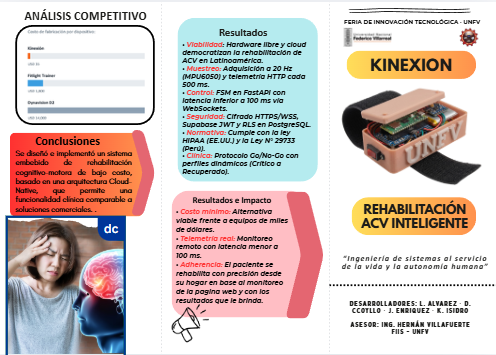 ANÁLISIS COMPETITIVO
Costos de fabricación por dispositivo:
Kinexion
Fitlight Trainer
Dynavision D2
Conclusiones
Se diseñó e implementó un sistema
embebido de rehabilitación
cognitivo-motora de bajo costo,
basado en una arquitectura Cloud-
Native, que permite una
funcionalidad clínica comparable a
soluciones comerciales. .
dc
Resultados
• Viabilidad: Hardware libre y cloud
democratizan la rehabilitación de
ACV en Latinoamérica.
• Muestreo: Adquisición a 20 Hz
(MPU6050) y telemetría HTTP cada
500 ms.
• Control: FSM en FastAPI con
latencia inferior a 100 ms vía
WebSockets.
• Seguridad: Cifrado HTTPS/WSS,
Supabase JWT y RLS en PostgreSQL.
• Normativa: Cumple con la ley
HIPAA (EE.UU.) y la Ley N° 29733
(Perú).
• Clínica: Protocolo Go/No-Go con
perfiles dinámicos (Crítico a
Recuperado).
Resultados e Impacto
• Costo mínimo: Alternativa
viable frente a equipos de miles
de dólares.
• Telemetría real: Monitoreo
remoto con latencia menor a
100 ms.
• Adherencia: El paciente se
rehabilita con precisión desde
su hogar en base al monitoreo
de la pagina web y con los
resultados que le brinda.
FERIA DE INNOVACIÓN TECNOLÓGICA - UNFV
Universidad Nacional
Federico Villarreal
KINEXION
UNFV
REHABILITACIÓN
ACV INTELIGENTE
"Ingeniería de sistemas al servicio
de la vida y la autonomía humana"
DESARROLLADORES: L. ALVAREZ · D.
CCOYLLO · J. ENRIQUEZ · K. ISIDRO
ASESOR: ING. HERNÁN VILLAFUERTE
FIIS - UNFV